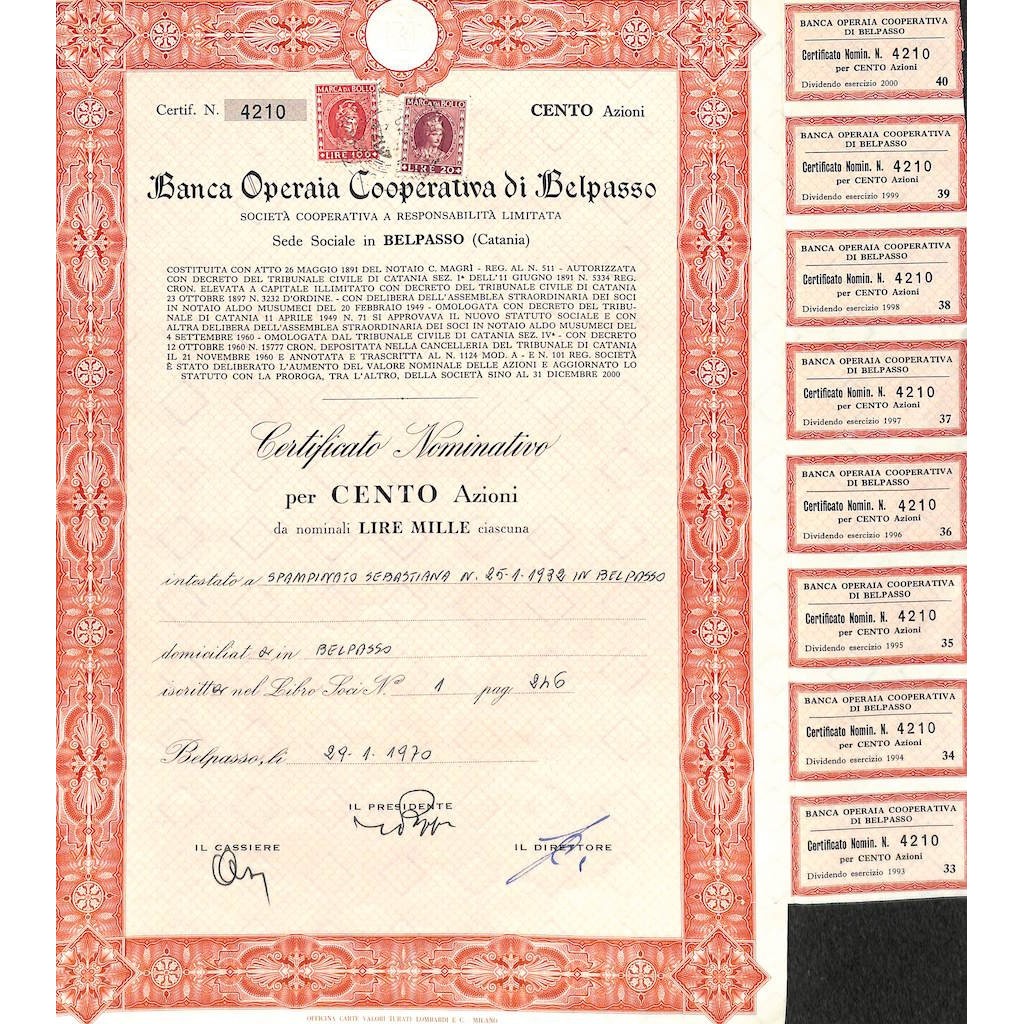 Certif. N. 4210
CENTO Azioni
MARCA DA BOLLO
LIRE 100
MARCA DA BOLLO
LIRE 20
Banca Operaia Cooperativa di Belpasso
SOCIETÀ COOPERATIVA A RESPONSABILITÀ LIMITATA
Sede Sociale in BELPASSO (Catania)
COSTITUITA CON ATTO 26 MAGGIO 1891 DEL NOTAIO C. MAGRÌ - REG. AL N. 511 - AUTORIZZATA
CON DECRETO DEL TRIBUNALE CIVILE DI CATANIA SEZ. Iª DELL'11 GIUGNO 1891 N. 5334 REG.
CRON. ELEVATA A CAPITALE ILLIMITATO CON DECRETO DEL TRIBUNALE CIVILE DI CATANIA
23 OTTOBRE 1897 N. 3232 D'ORDINE. - CON DELIBERA DELL'ASSEMBLEA STRAORDINARIA DEI SOCI
IN NOTAIO ALDO MUSUMECI DEL 20 FEBBRAIO 1949 - OMOLOGATA CON DECRETO DEL TRIBU-
NALE DI CATANIA 11 APRILE 1949 N. 71 SI APPROVAVA IL NUOVO STATUTO SOCIALE E CON
ALTRA DELIBERA DELL'ASSEMBLEA STRAORDINARIA DEI SOCI IN NOTAIO ALDO MUSUMECI DEL
4 SETTEMBRE 1960 - OMOLOGATA DAL TRIBUNALE CIVILE DI CATANIA SEZ. IVª - CON DECRETO
12 OTTOBRE 1960 N. 15777 CRON. DEPOSITATA NELLA CANCELLERIA DEL TRIBUNALE DI CATANIA
IL 21 NOVEMBRE 1960 E ANNOTATA E TRASCRITTA AL N. 1124 MOD. A - E N. 101 REG. SOCIETÀ
È STATO DELIBERATO L'AUMENTO DEL VALORE NOMINALE DELLE AZIONI E AGGIORNATO LO
STATUTO CON LA PROROGA, TRA L'ALTRO, DELLA SOCIETÀ SINO AL 31 DICEMBRE 2000
Certificato Nominativo
per CENTO Azioni
da nominali LIRE MILLE ciascuna
intestato a SPAMPINATO SEBASTIANA N. 25-1-1932 IN BELPASSO
domiciliata in BELPASSO
iscritta nel Libro Soci N.° 1 pag. 246
Belpasso, lì 29-1-1970
IL PRESIDENTE
IL CASSIERE
IL DIRETTORE
OFFICINA CARTE VALORI TURATI LOMBARDI E C. MILANO
BANCA OPERAIA COOPERATIVA
DI BELPASSO
Certificato Nomin. N. 4210
per CENTO Azioni
Dividendo esercizio 2000 40
BANCA OPERAIA COOPERATIVA
DI BELPASSO
Certificato Nomin. N. 4210
per CENTO Azioni
Dividendo esercizio 1999 39
BANCA OPERAIA COOPERATIVA
DI BELPASSO
Certificato Nomin. N. 4210
per CENTO Azioni
Dividendo esercizio 1998 38
BANCA OPERAIA COOPERATIVA
DI BELPASSO
Certificato Nomin. N. 4210
per CENTO Azioni
Dividendo esercizio 1997 37
BANCA OPERAIA COOPERATIVA
DI BELPASSO
Certificato Nomin. N. 4210
per CENTO Azioni
Dividendo esercizio 1996 36
BANCA OPERAIA COOPERATIVA
DI BELPASSO
Certificato Nomin. N. 4210
per CENTO Azioni
Dividendo esercizio 1995 35
BANCA OPERAIA COOPERATIVA
DI BELPASSO
Certificato Nomin. N. 4210
per CENTO Azioni
Dividendo esercizio 1994 34
BANCA OPERAIA COOPERATIVA
DI BELPASSO
Certificato Nomin. N. 4210
per CENTO Azioni
Dividendo esercizio 1993 33